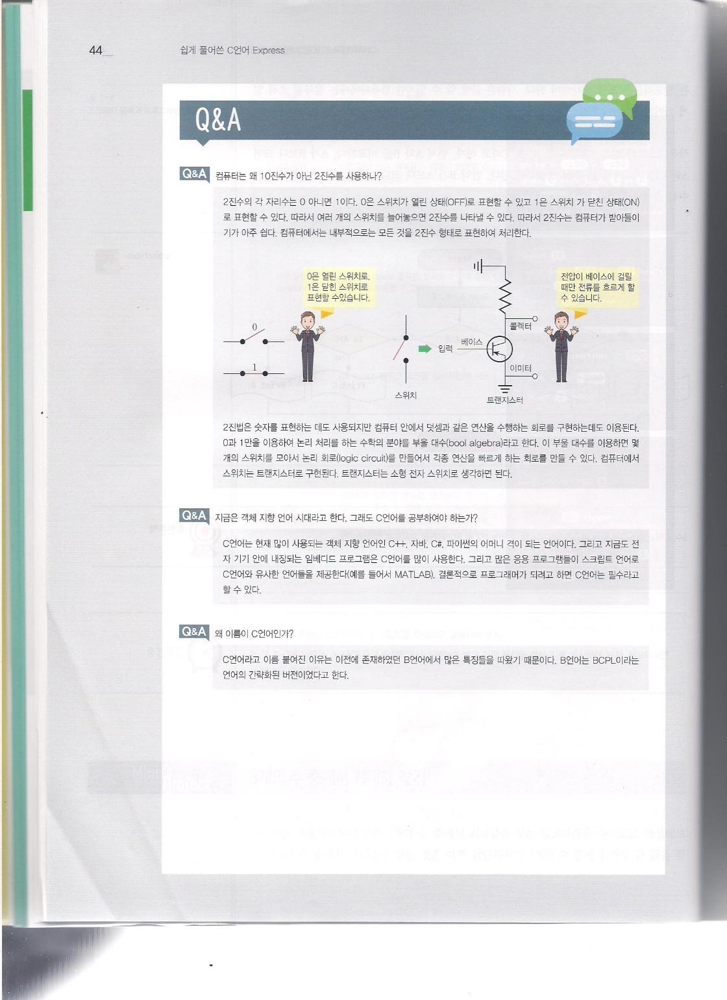 44
쉽게 풀어쓴 C언어 Express
Q&A
Q&A 컴퓨터는 왜 10진수가 아닌 2진수를 사용하나?
2진수의 각 자리수는 0 아니면 1이다. 0은 스위치가 열린 상태(OFF)로 표현할 수 있고 1은 스위치 가 닫힌 상태(ON)
로 표현할 수 있다. 따라서 여러 개의 스위치를 늘어놓으면 2진수를 나타낼 수 있다. 따라서 2진수는 컴퓨터가 받아들이
기가 아주 쉽다. 컴퓨터에서는 내부적으로는 모든 것을 2진수 형태로 표현하여 처리한다.
0은 열린 스위치로,
1은 닫힌 스위치로
표현할 수있습니다.
0
1
스위치
입력
베이스
콜렉터
이미터
트랜지스터
전압이 베이스에 걸릴
때만 전류를 흐르게 할
수 있습니다.
2진법은 숫자를 표현하는 데도 사용되지만 컴퓨터 안에서 덧셈과 같은 연산을 수행하는 회로를 구현하는데도 이용된다.
0과 1만을 이용하여 논리 처리를 하는 수학의 분야를 부울 대수(bool algebra)라고 한다. 이 부울 대수를 이용하면 몇
개의 스위치를 모아서 논리 회로(logic circuit)를 만들어서 각종 연산을 빠르게 하는 회로를 만들 수 있다. 컴퓨터에서
스위치는 트랜지스터로 구현된다. 트랜지스터는 소형 전자 스위치로 생각하면 된다.
Q&A 지금은 객체 지향 언어 시대라고 한다. 그래도 C언어를 공부하여야 하는가?
C언어는 현재 많이 사용되는 객체 지향 언어인 C++, 자바, C#, 파이썬의 어머니 격이 되는 언어이다. 그리고 지금도 전
자 기기 안에 내장되는 임베디드 프로그램은 C언어를 많이 사용한다. 그리고 많은 응용 프로그램들이 스크립트 언어로
C언어와 유사한 언어들을 제공한다(예를 들어서 MATLAB). 결론적으로 프로그래머가 되려고 하면 C언어는 필수라고
할 수 있다.
Q&A 왜 이름이 C언어인가?
C언어라고 이름 붙여진 이유는 이전에 존재하였던 B언어에서 많은 특징들을 따왔기 때문이다. B언어는 BCPL이라는
언어의 간략화된 버전이었다고 한다.